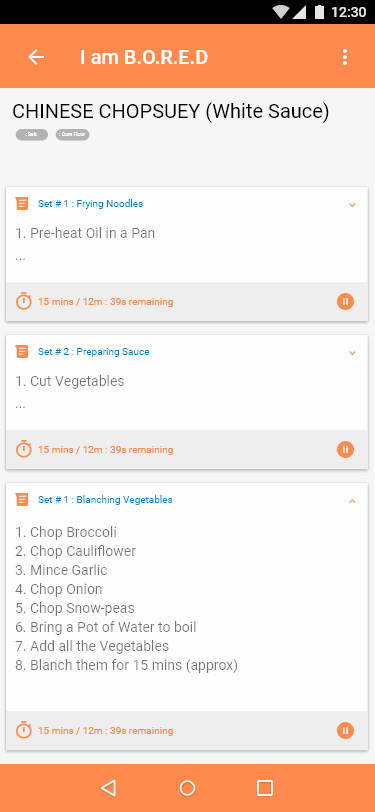 12:30
I am B.O.R.E.D
CHINESE CHOPSUEY (White Sauce)
: Salt : Corn Flour
Set # 1 : Frying Noodles
1. Pre-heat Oil in a Pan
...
15 mins / 12m : 39s remaining
Set # 2 : Preparing Sauce
1. Cut Vegetables
...
15 mins / 12m : 39s remaining
Set # 1 : Blanching Vegetables
1. Chop Broccoli
2. Chop Cauliflower
3. Mince Garlic
4. Chop Onion
5. Chop Snow-peas
6. Bring a Pot of Water to boil
7. Add all the Vegetables
8. Blanch them for 15 mins (approx)
15 mins / 12m : 39s remaining